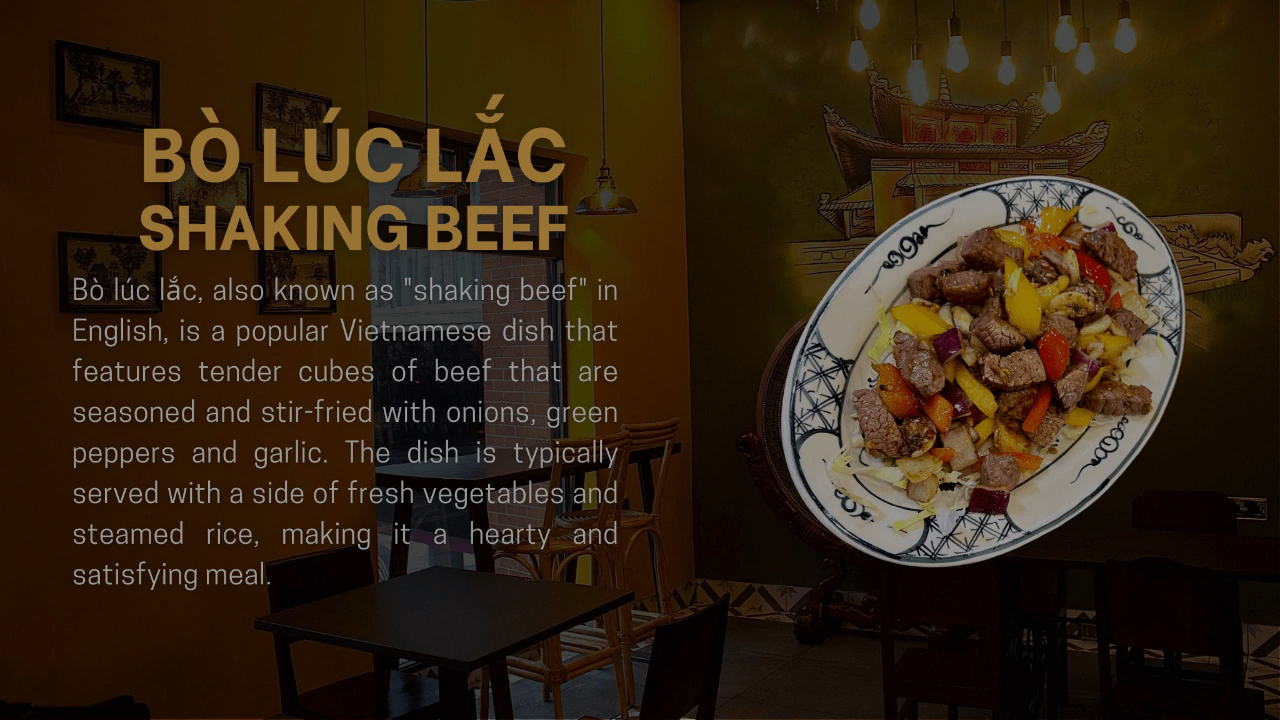 BÒ LÚC LẮC
SHAKING BEEF
Bò lúc lắc, also known as "shaking beef" in
English, is a popular Vietnamese dish that
features tender cubes of beef that are
seasoned and stir-fried with onions, green
peppers and garlic. The dish is typically
served with a side of fresh vegetables and
steamed rice, making it a hearty and
satisfying meal.